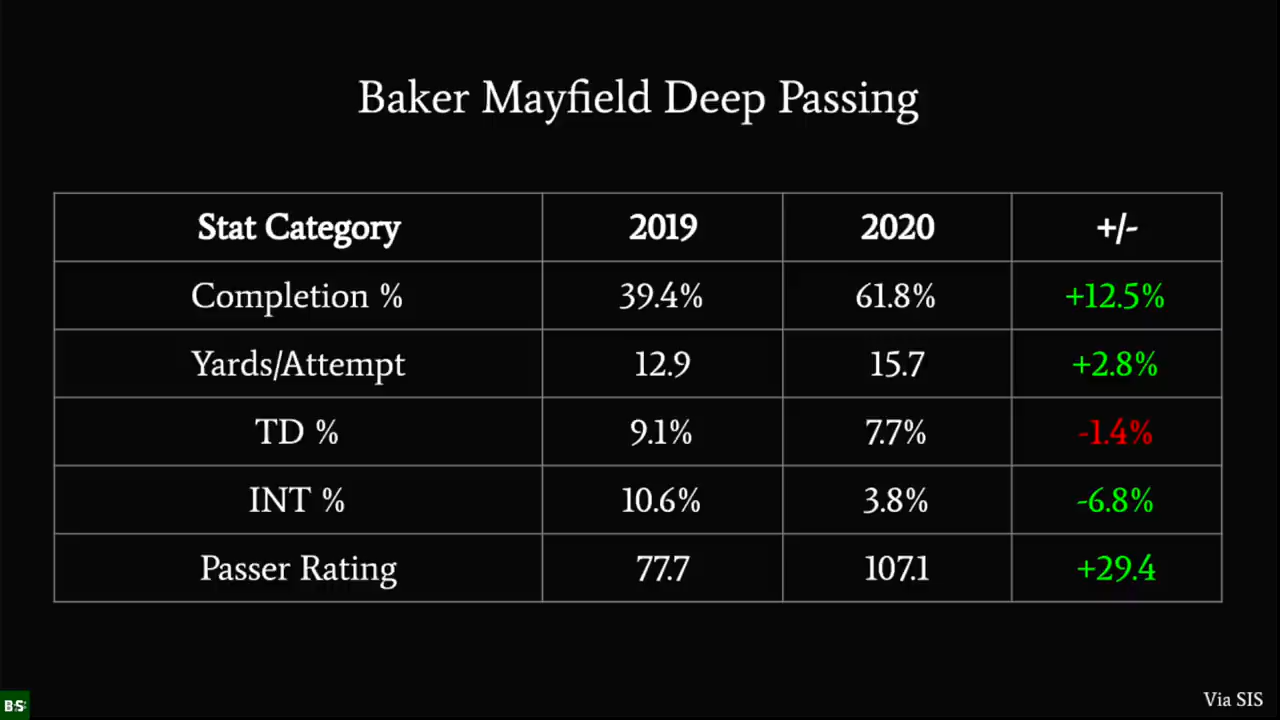 Baker Mayfield Deep Passing
Stat Category 2019 2020 +/-
Completion % 39.4% 61.8% +12.5%
Yards/Attempt 12.9 15.7 +2.8%
TD % 9.1% 7.7% -1.4%
INT % 10.6% 3.8% -6.8%
Passer Rating 77.7 107.1 +29.4
Via SIS
B·S